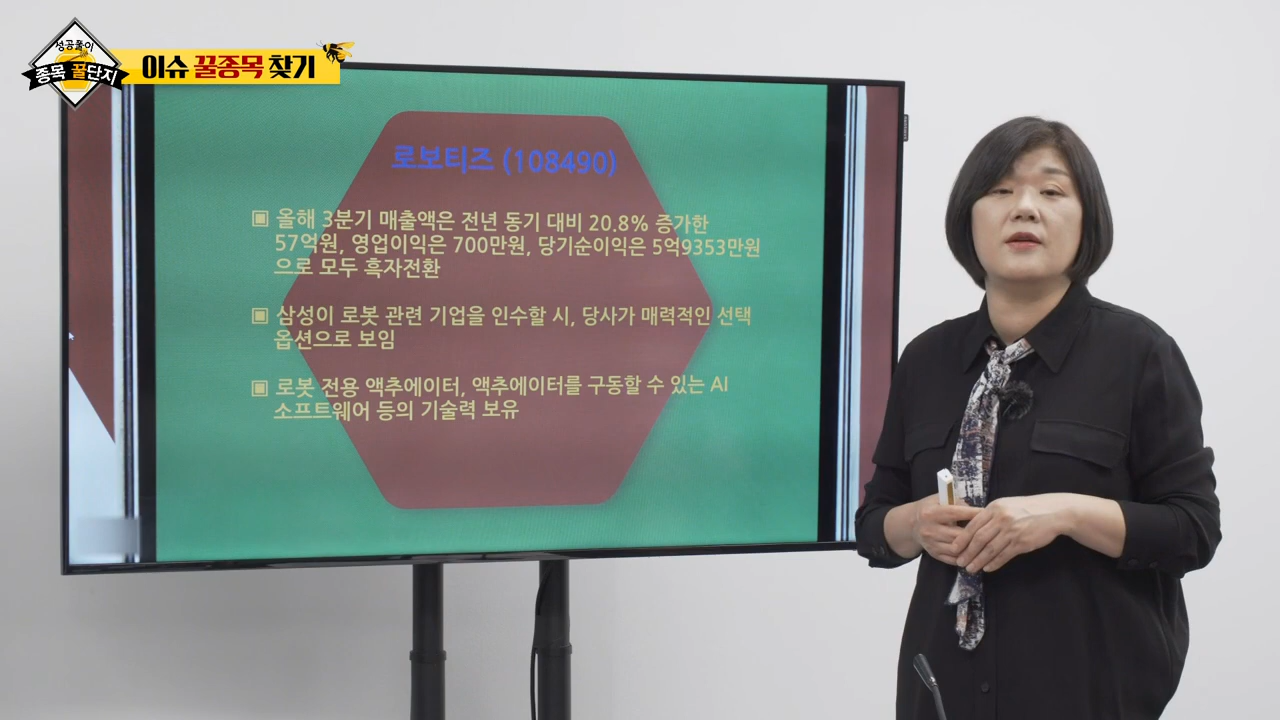 성공풀이
종목 꿀단지
이슈 꿀종목 찾기
로보티즈 (108490)
▣ 올해 3분기 매출액은 전년 동기 대비 20.8% 증가한
57억원, 영업이익은 700만원, 당기순이익은 5억9353만원
으로 모두 흑자전환
▣ 삼성이 로봇 관련 기업을 인수할 시, 당사가 매력적인 선택
옵션으로 보임
▣ 로봇 전용 액추에이터, 액추에이터를 구동할 수 있는 AI
소프트웨어 등의 기술력 보유